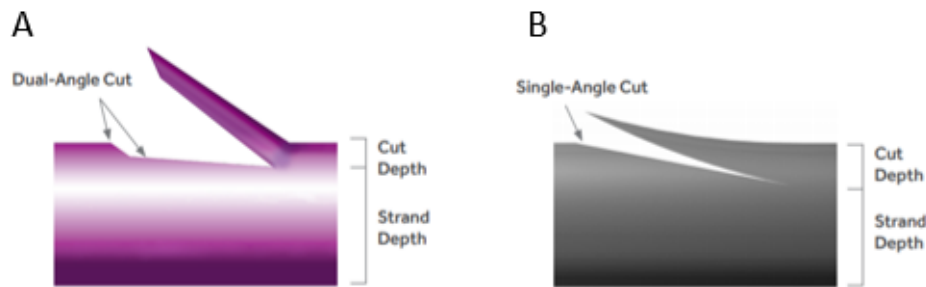 A
Dual-Angle Cut
Cut
Depth
Strand
Depth
B
Single-Angle Cut
Cut
Depth
Strand
Depth